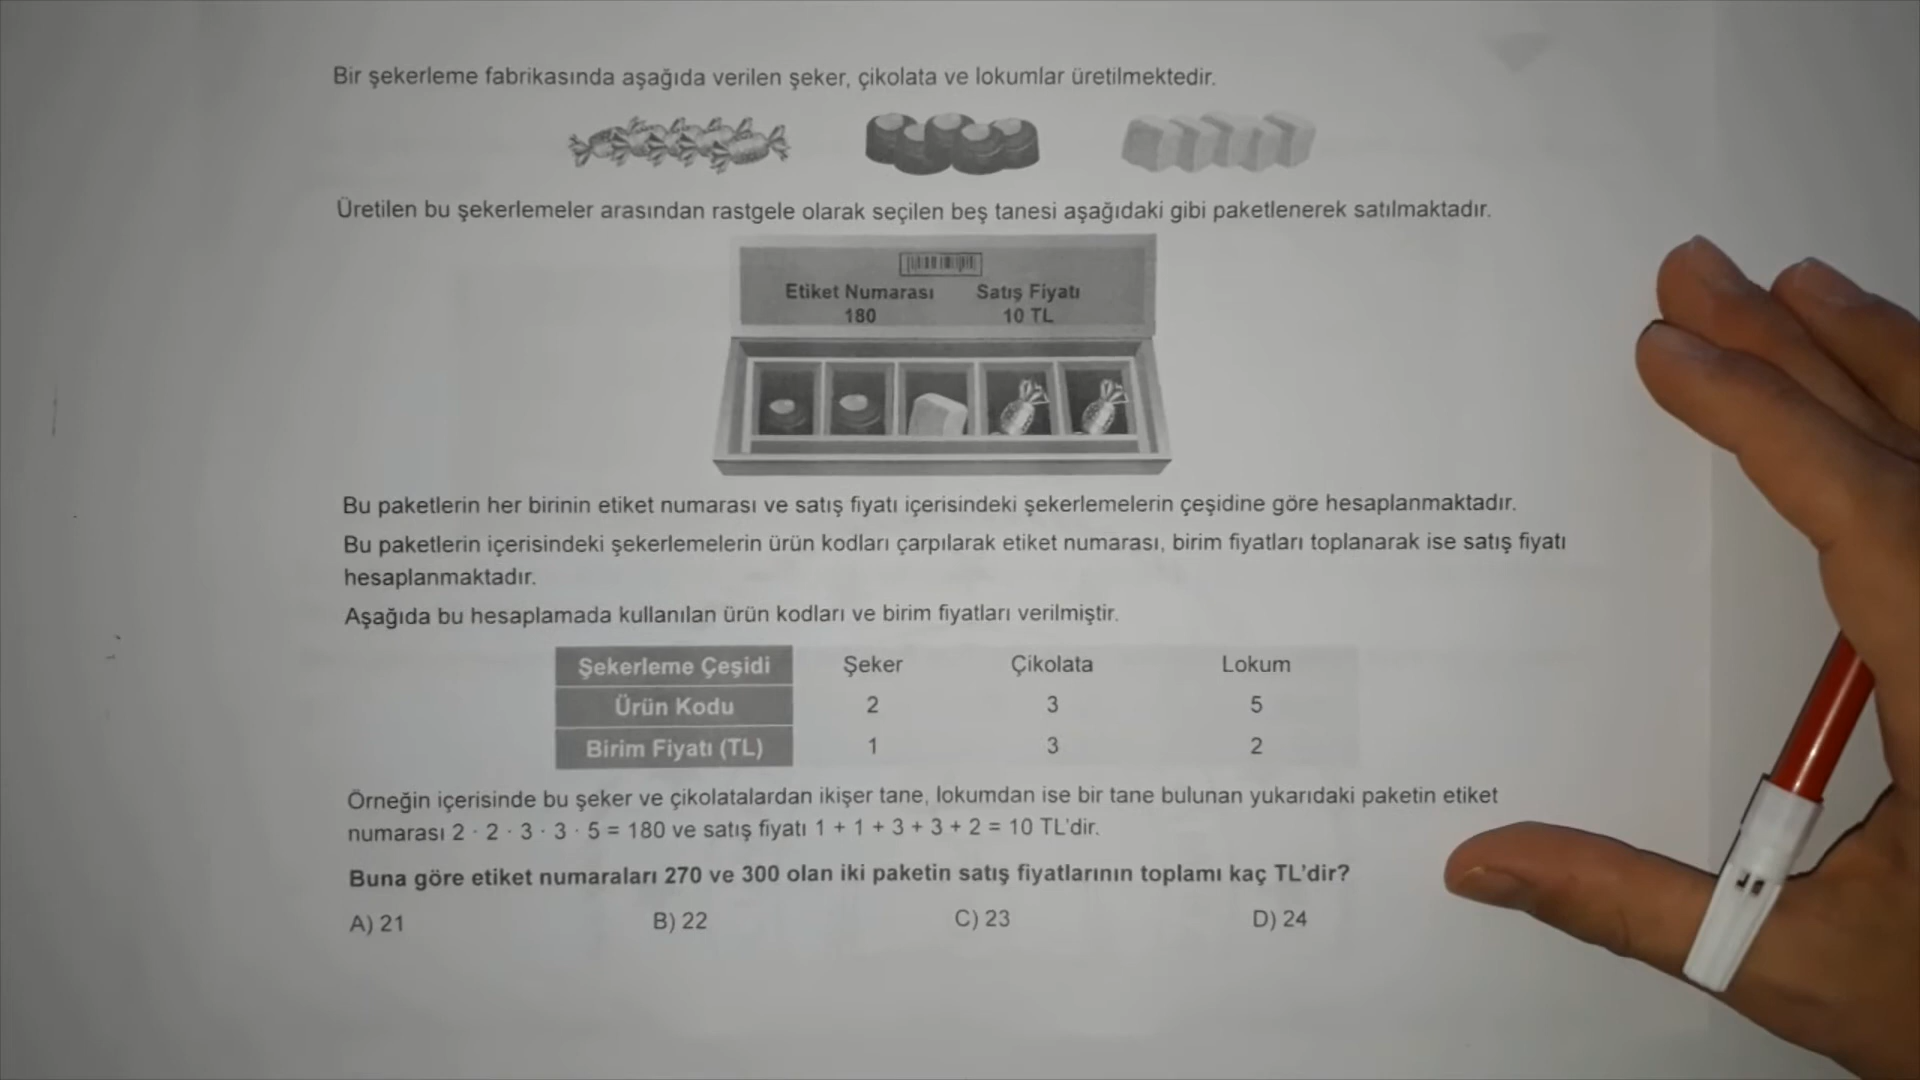 Bir şekerleme fabrikasında aşağıda verilen şeker, çikolata ve lokumlar üretilmektedir.
Üretilen bu şekerlemeler arasından rastgele olarak seçilen beş tanesi aşağıdaki gibi paketlenerek satılmaktadır.
Etiket Numarası Satış Fiyatı
180 10 TL
Bu paketlerin her birinin etiket numarası ve satış fiyatı içerisindeki şekerlemelerin çeşidine göre hesaplanmaktadır.
Bu paketlerin içerisindeki şekerlemelerin ürün kodları çarpılarak etiket numarası, birim fiyatları toplanarak ise satış fiyatı
hesaplanmaktadır.
Aşağıda bu hesaplamada kullanılan ürün kodları ve birim fiyatları verilmiştir.
Şekerleme Çeşidi Şeker Çikolata Lokum
Ürün Kodu 2 3 5
Birim Fiyatı (TL) 1 3 2
Örneğin içerisinde bu şeker ve çikolatalardan ikişer tane, lokumdan ise bir tane bulunan yukarıdaki paketin etiket
numarası 2 · 2 · 3 · 3 · 5 = 180 ve satış fiyatı 1 + 1 + 3 + 3 + 2 = 10 TL'dir.
Buna göre etiket numaraları 270 ve 300 olan iki paketin satış fiyatlarının toplamı kaç TL'dir?
A) 21 B) 22 C) 23 D) 24